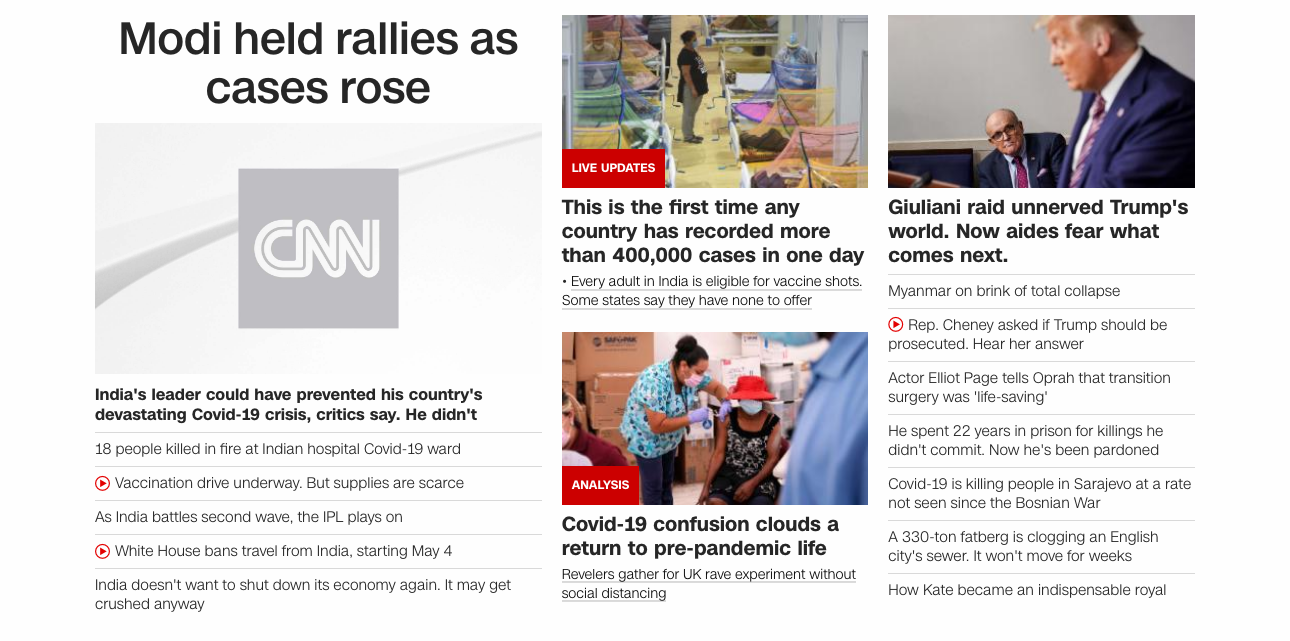 Modi held rallies as
cases rose
CNN
India's leader could have prevented his country's
devastating Covid-19 crisis, critics say. He didn't
18 people killed in fire at Indian hospital Covid-19 ward
Vaccination drive underway. But supplies are scarce
As India battles second wave, the IPL plays on
White House bans travel from India, starting May 4
India doesn't want to shut down its economy again. It may get
crushed anyway
LIVE UPDATES
This is the first time any
country has recorded more
than 400,000 cases in one day
• Every adult in India is eligible for vaccine shots.
Some states say they have none to offer
SAF-T-PAK
ANALYSIS
Covid-19 confusion clouds a
return to pre-pandemic life
Revelers gather for UK rave experiment without
social distancing
Giuliani raid unnerved Trump's
world. Now aides fear what
comes next.
Myanmar on brink of total collapse
Rep. Cheney asked if Trump should be
prosecuted. Hear her answer
Actor Elliot Page tells Oprah that transition
surgery was 'life-saving'
He spent 22 years in prison for killings he
didn't commit. Now he's been pardoned
Covid-19 is killing people in Sarajevo at a rate
not seen since the Bosnian War
A 330-ton fatberg is clogging an English
city's sewer. It won't move for weeks
How Kate became an indispensable royal